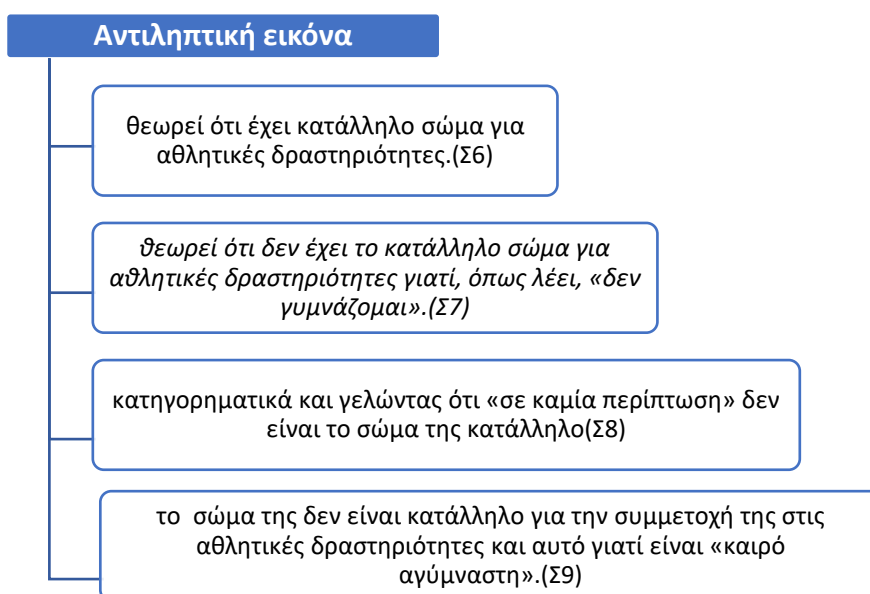 Αντιληπτική εικόνα
θεωρεί ότι έχει κατάλληλο σώμα για
αθλητικές δραστηριότητες.(Σ6)
θεωρεί ότι δεν έχει το κατάλληλο σώμα για
αθλητικές δραστηριότητες γιατί, όπως λέει, «δεν
γυμνάζομαι».(Σ7)
κατηγορηματικά και γελώντας ότι «σε καμία περίπτωση» δεν
είναι το σώμα της κατάλληλο(Σ8)
το  σώμα της δεν είναι κατάλληλο για την συμμετοχή της στις
αθλητικές δραστηριότητες και αυτό γιατί είναι «καιρό
αγύμναστη».(Σ9)